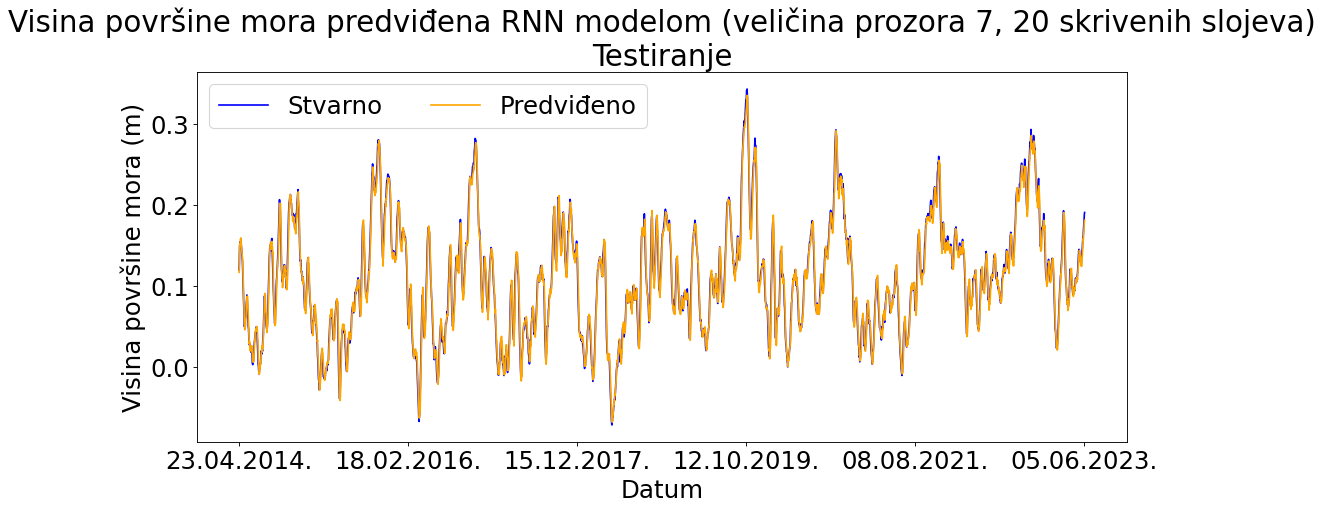 Visina površine mora predviđena RNN modelom (veličina prozora 7, 20 skrivenih slojeva)
Testiranje
Stvarno
Predviđeno
Visina površine mora (m)
0.3
0.2
0.1
0.0
23.04.2014.
18.02.2016.
15.12.2017.
12.10.2019.
08.08.2021.
05.06.2023.
Datum